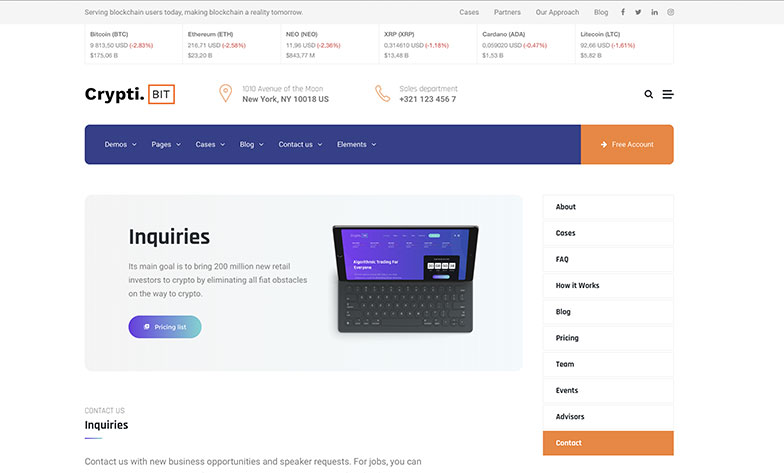 Serving blockchain users today, making blockchain a reality tomorrow.
Cases Partners Our Approach Blog
Bitcoin (BTC) Ethereum (ETH) NEO (NEO) XRP (XRP) Cardano (ADA) Litecoin (LTC)
9 813,50 USD (-2.83%) 216,71 USD (-2.58%) 11,96 USD (-2,36%) 0,314610 USD (-1,18%) 0,059020 USD (-0.47%) 92,66 USD (-1,61%)
$175,06 B $23,20 B $843,77 M $13,48 B $1,53 B $5,82 B
Crypti. BIT
1010 Avenue of the Moon
New York, NY 10018 US
Sales department
+321 123 456 7
Demos Pages Cases Blog Contact us Elements Free Account
Inquiries
Its main goal is to bring 200 million new retail
investors to crypto by eliminating all fiat obstacles
on the way to crypto.
Pricing list
Algorithmic Trading For
Everyone
About
Cases
FAQ
How it Works
Blog
Pricing
Team
Events
Advisors
Contact
CONTACT US
Inquiries
Contact us with new business opportunities and speaker requests. For jobs, you can